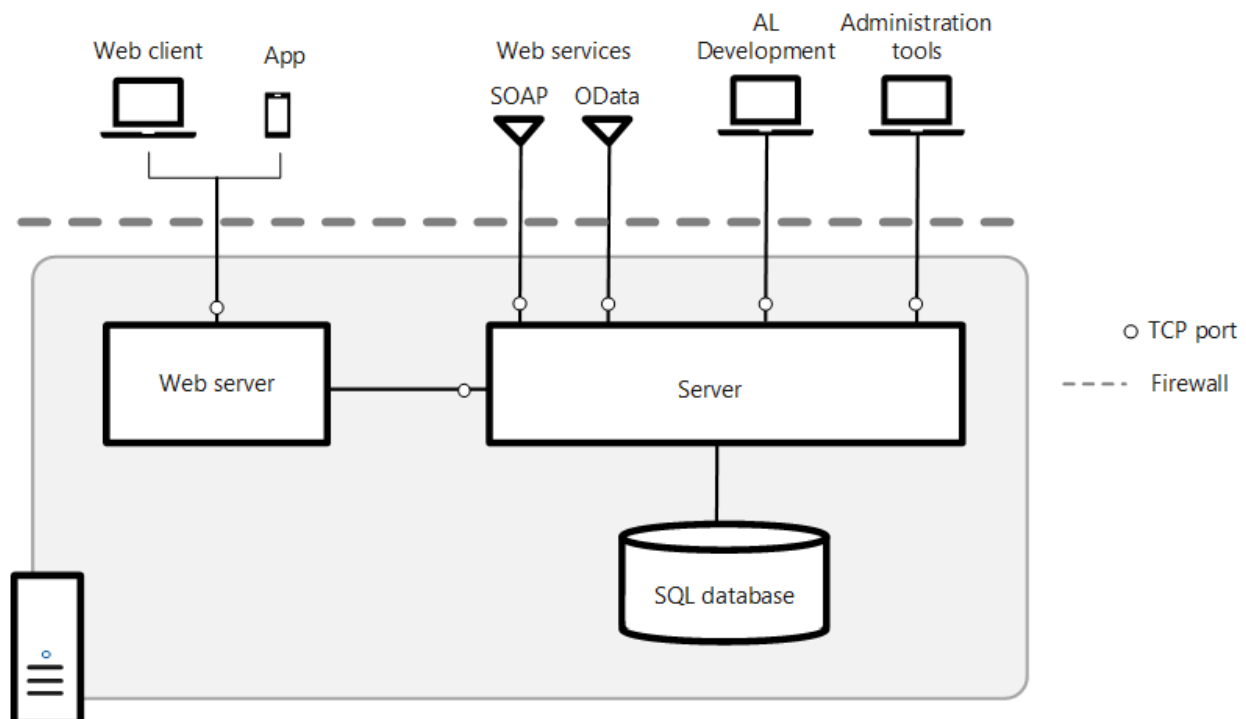 Web client
App
Web services
SOAP
OData
AL
Development
Administration
tools
Web server
Server
SQL database
TCP port
Firewall